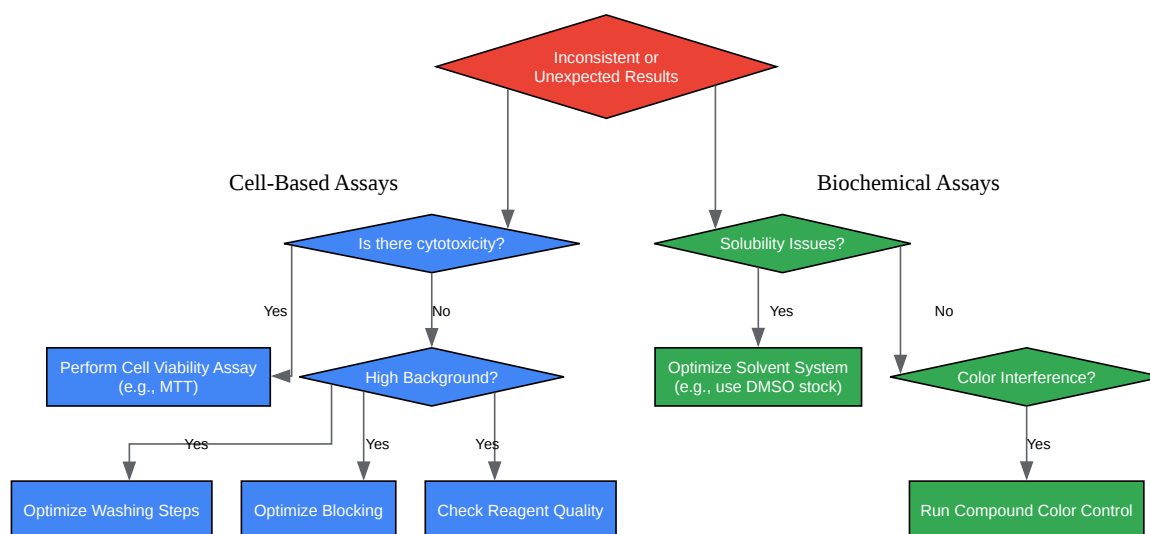 Inconsistent or
Unexpected Results
Cell-Based Assays
Biochemical Assays
Is there cytotoxicity?
Solubility Issues?
Yes
No
Yes
No
Perform Cell Viability Assay
(e.g., MTT)
High Background?
Optimize Solvent System
(e.g., use DMSO stock)
Color Interference?
Yes
Yes
Yes
Yes
Optimize Washing Steps
Optimize Blocking
Check Reagent Quality
Run Compound Color Control